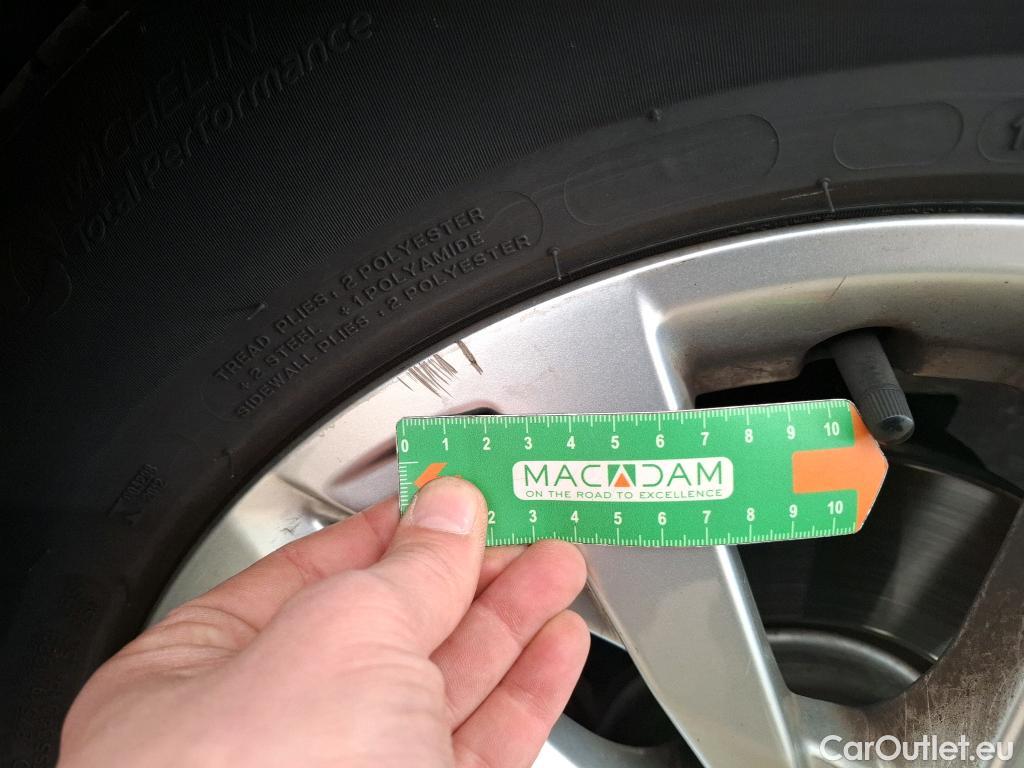 MICHELIN
Total Performance
TREAD PLIES : 2 POLYESTER
+ 2 STEEL + 1 POLYAMIDE
SIDEWALL PLIES : 2 POLYESTER
0 1 2 3 4 5 6 7 8 9 10
MACADAM
ON THE ROAD TO EXCELLENCE
2 3 4 5 6 7 8 9 10
CarOutlet.eu